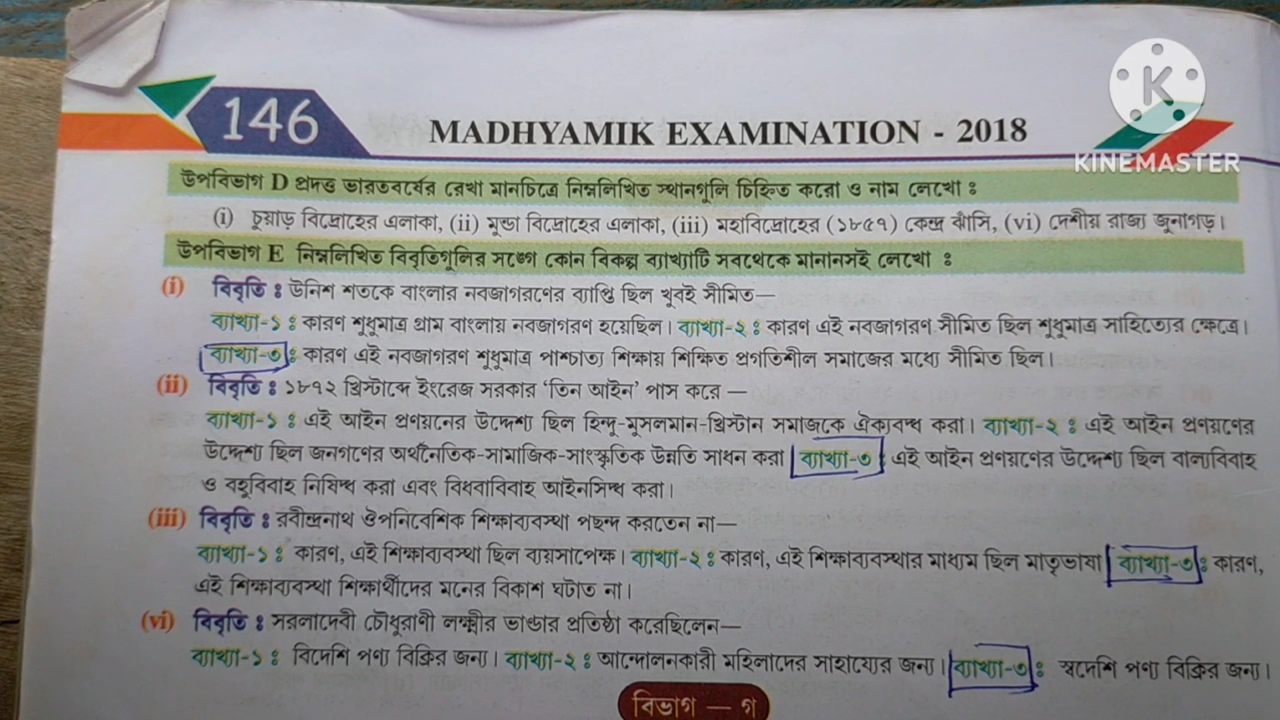 146
MADHYAMIK EXAMINATION - 2018
K
KINEMASTER
উপবিভাগ D প্রদত্ত ভারতবর্ষের রেখা মানচিত্রে নিম্নলিখিত স্থানগুলি চিহ্নিত করো ও নাম লেখো ঃ
(i) চুয়াড় বিদ্রোহের এলাকা, (ii) মুন্ডা বিদ্রোহের এলাকা, (iii) মহাবিদ্রোহের (১৮৫৭) কেন্দ্র ঝাঁসি, (vi) দেশীয় রাজ্য জুনাগড়।
উপবিভাগ E নিম্নলিখিত বিবৃতিগুলির সঙ্গে কোন বিকল্প ব্যাখ্যাটি সবথেকে মানানসই লেখো ঃ
(i) বিবৃতি ঃ উনিশ শতকে বাংলার নবজাগরণের ব্যাপ্তি ছিল খুবই সীমিত—
ব্যাখ্যা-১ ঃ কারণ শুধুমাত্র গ্রাম বাংলায় নবজাগরণ হয়েছিল। ব্যাখ্যা-২ ঃ কারণ এই নবজাগরণ সীমিত ছিল শুধুমাত্র সাহিত্যের ক্ষেত্রে।
ব্যাখ্যা-৩ ঃ কারণ এই নবজাগরণ শুধুমাত্র পাশ্চাত্য শিক্ষায় শিক্ষিত প্রগতিশীল সমাজের মধ্যে সীমিত ছিল।
(ii) বিবৃতি ঃ ১৮৭২ খ্রিস্টাব্দে ইংরেজ সরকার ‘তিন আইন’ পাস করে —
ব্যাখ্যা-১ ঃ এই আইন প্রণয়নের উদ্দেশ্য ছিল হিন্দু-মুসলমান-খ্রিস্টান সমাজকে ঐক্যবদ্ধ করা। ব্যাখ্যা-২ ঃ এই আইন প্রণয়ণের
উদ্দেশ্য ছিল জনগণের অর্থনৈতিক-সামাজিক-সাংস্কৃতিক উন্নতি সাধন করা ব্যাখ্যা-৩ ঃ এই আইন প্রণয়ণের উদ্দেশ্য ছিল বাল্যবিবাহ
ও বহুবিবাহ নিষিদ্ধ করা এবং বিধবাবিবাহ আইনসিদ্ধ করা।
(iii) বিবৃতি ঃ রবীন্দ্রনাথ ঔপনিবেশিক শিক্ষাব্যবস্থা পছন্দ করতেন না—
ব্যাখ্যা-১ ঃ কারণ, এই শিক্ষাব্যবস্থা ছিল ব্যয়সাপেক্ষ। ব্যাখ্যা-২ ঃ কারণ, এই শিক্ষাব্যবস্থার মাধ্যম ছিল মাতৃভাষা ব্যাখ্যা-৩ ঃ কারণ,
এই শিক্ষাব্যবস্থা শিক্ষার্থীদের মনের বিকাশ ঘটাত না।
(vi) বিবৃতি ঃ সরলাদেবী চৌধুরাণী লক্ষ্মীর ভান্ডার প্রতিষ্ঠা করেছিলেন—
ব্যাখ্যা-১ ঃ বিদেশি পণ্য বিক্রির জন্য। ব্যাখ্যা-২ ঃ আন্দোলনকারী মহিলাদের সাহায্যের জন্য। ব্যাখ্যা-৩ ঃ স্বদেশি পণ্য বিক্রির জন্য।
বিভাগ — গ